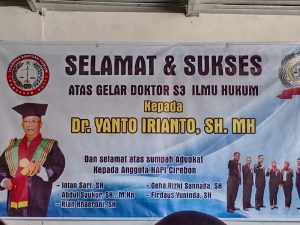 SELAMAT & SUKSES
ATAS GELAR DOKTOR S3 ILMU HUKUM
Kepada
Dr. YANTO IRIANTO, SH. MH
Dan selamat atas sumpah Advokat
Kepada Anggota HAPI Cirebon
- Intan Sari, SH
- Abdul Syukur, SH., M.Kn
- Rian Khaeroni, SH
- Geha Rizki Sannada, SH
- Firdaus Yuninda, SH